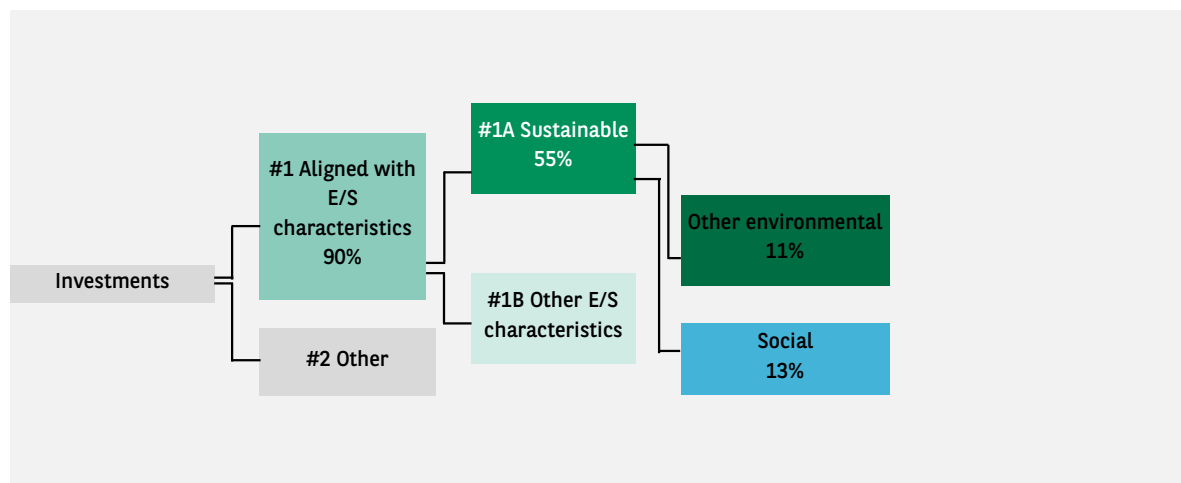 #1A Sustainable
55%
#1 Aligned with
E/S
characteristics
90%
Other environmental
11%
Investments
#1B Other E/S
characteristics
#2 Other
Social
13%